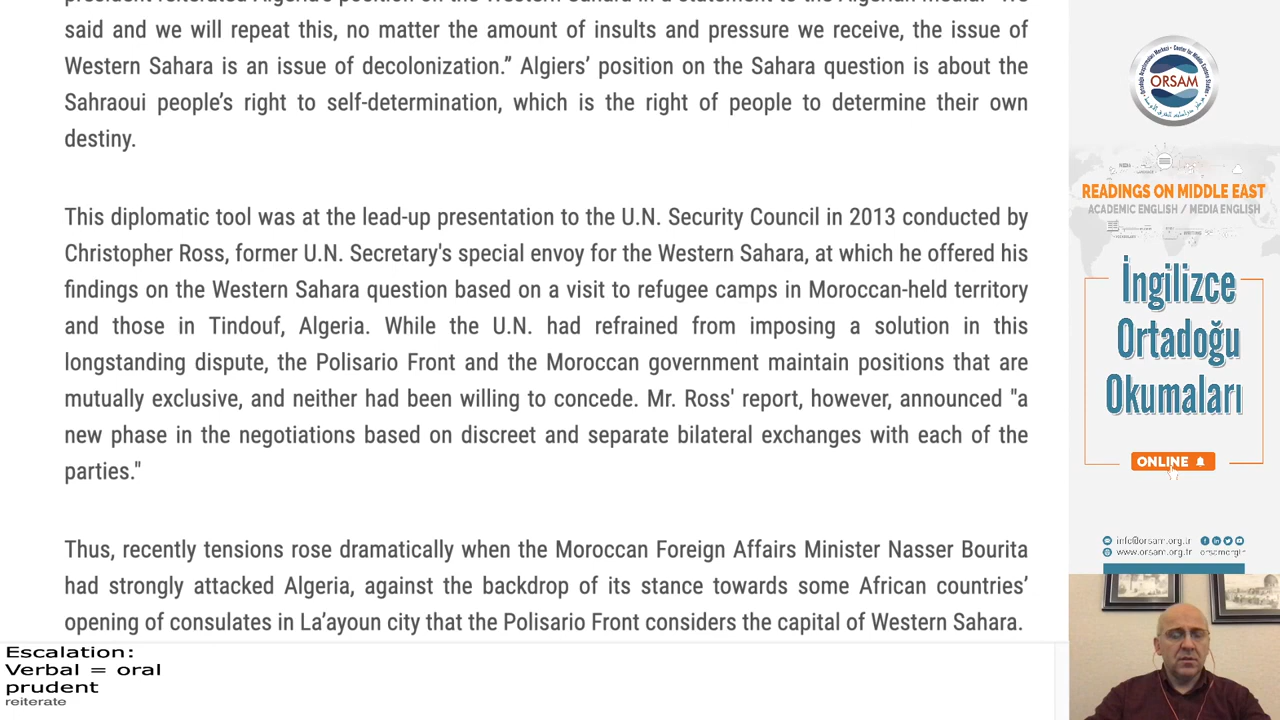 said and we will repeat this, no matter the amount of insults and pressure we receive, the issue of
Western Sahara is an issue of decolonization.” Algiers’ position on the Sahara question is about the
Sahraoui people’s right to self-determination, which is the right of people to determine their own
destiny.
This diplomatic tool was at the lead-up presentation to the U.N. Security Council in 2013 conducted by
Christopher Ross, former U.N. Secretary's special envoy for the Western Sahara, at which he offered his
findings on the Western Sahara question based on a visit to refugee camps in Moroccan-held territory
and those in Tindouf, Algeria. While the U.N. had refrained from imposing a solution in this
longstanding dispute, the Polisario Front and the Moroccan government maintain positions that are
mutually exclusive, and neither had been willing to concede. Mr. Ross' report, however, announced "a
new phase in the negotiations based on discreet and separate bilateral exchanges with each of the
parties."
Thus, recently tensions rose dramatically when the Moroccan Foreign Affairs Minister Nasser Bourita
had strongly attacked Algeria, against the backdrop of its stance towards some African countries’
opening of consulates in La’ayoun city that the Polisario Front considers the capital of Western Sahara.
Escalation:
Verbal = oral
prudent
reiterate
ORSAM
READINGS ON MIDDLE EAST
ACADEMIC ENGLISH / MEDIA ENGLISH
İngilizce
Ortadoğu
Okumaları
ONLINE
info@orsam.org.tr
www.orsam.org.tr orsamorgtr